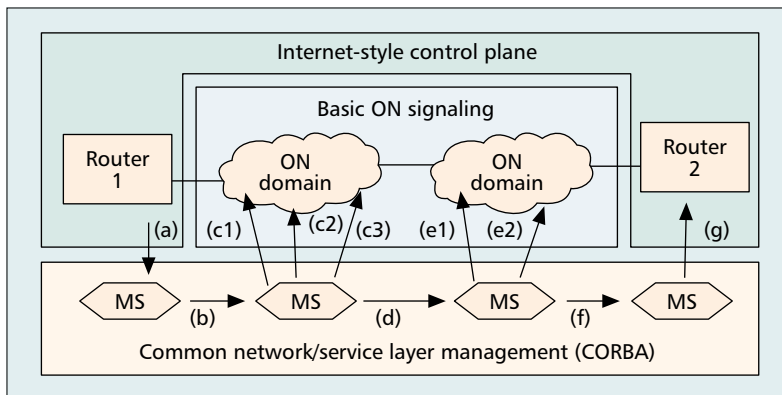 Internet-style control plane
Basic ON signaling
Router
1
ON
domain
ON
domain
Router
2
(a)
(c1)
(c2)
(c3)
(e1)
(e2)
(g)
MS
(b)
MS
(d)
MS
(f)
MS
Common network/service layer management (CORBA)